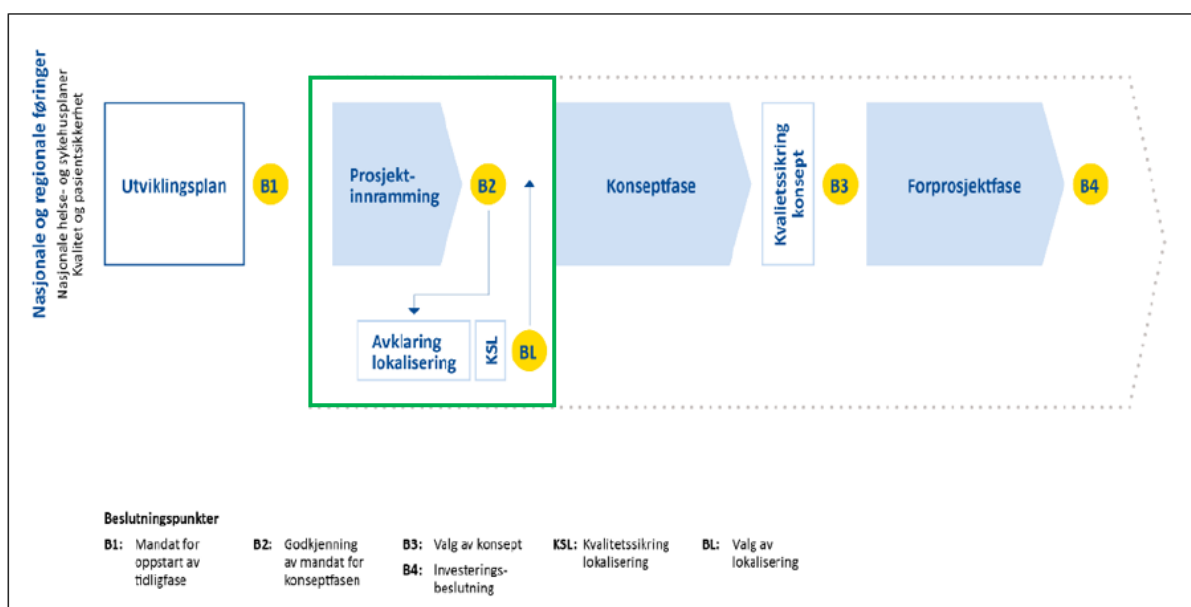 Nasjonale og regionale føringer
Nasjonale helse- og sykehusplaner
Kvalitet og pasientsikkerhet
Utviklingsplan
B1
Prosjekt-
innramming
B2
Avklaring
lokalisering
KSL
BL
Konseptfase
Kvalietssikring
konsept
B3
Forprosjektfase
B4
Beslutningspunkter
B1: Mandat for
oppstart av
tidligfase
B2: Godkjenning
av mandat for
konseptfasen
B3: Valg av konsept
B4: Investerings-
beslutning
KSL: Kvalitetssikring
lokalisering
BL: Valg av
lokalisering